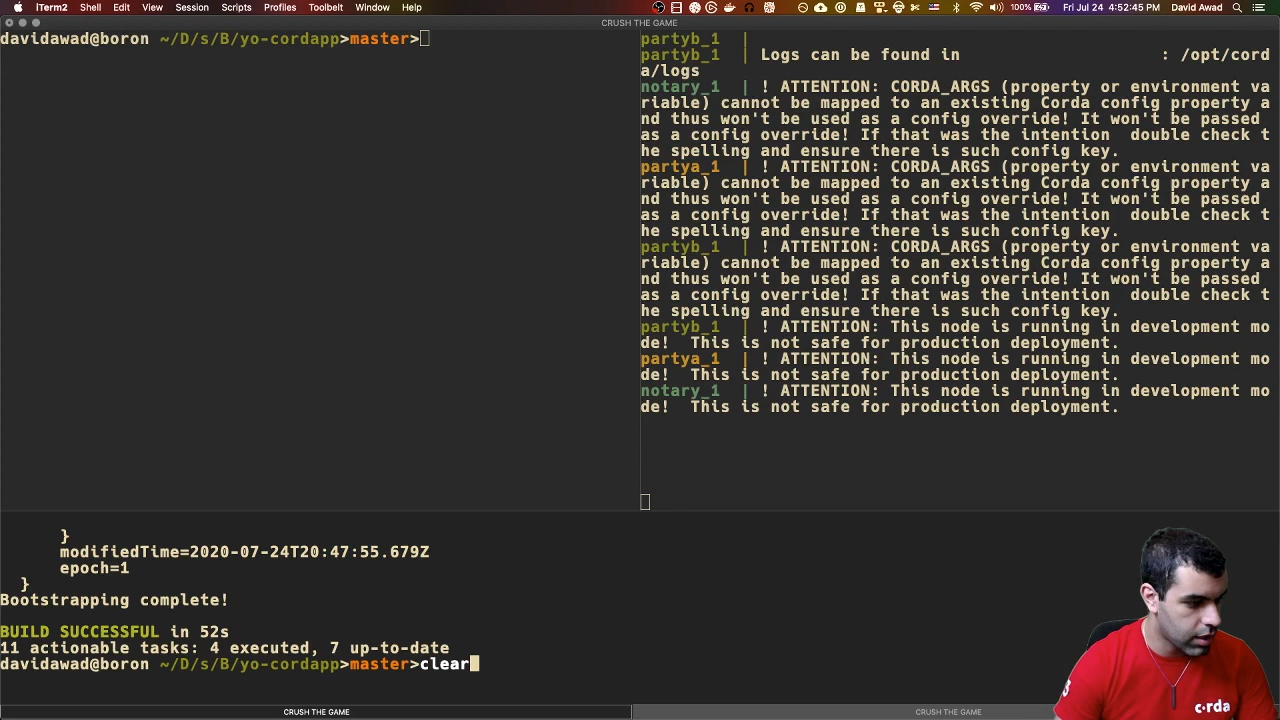 iTerm2 Shell Edit View Session Scripts Profiles Toolbelt Window Help 100% Fri Jul 24 4:52:45 PM David Awad
CRUSH THE GAME
davidawad@boron ~/D/s/B/yo-cordapp>master>
partyb_1 |
partyb_1 | Logs can be found in : /opt/cord
a/logs
notary_1 | ! ATTENTION: CORDA_ARGS (property or environment va
riable) cannot be mapped to an existing Corda config property a
nd thus won't be used as a config override! It won't be passed
as a config override! If that was the intention double check t
he spelling and ensure there is such config key.
partya_1 | ! ATTENTION: CORDA_ARGS (property or environment va
riable) cannot be mapped to an existing Corda config property a
nd thus won't be used as a config override! It won't be passed
as a config override! If that was the intention double check t
he spelling and ensure there is such config key.
partyb_1 | ! ATTENTION: CORDA_ARGS (property or environment va
riable) cannot be mapped to an existing Corda config property a
nd thus won't be used as a config override! It won't be passed
as a config override! If that was the intention double check t
he spelling and ensure there is such config key.
partyb_1 | ! ATTENTION: This node is running in development mo
de! This is not safe for production deployment.
partya_1 | ! ATTENTION: This node is running in development mo
de! This is not safe for production deployment.
notary_1 | ! ATTENTION: This node is running in development mo
de! This is not safe for production deployment.
}
modifiedTime=2020-07-24T20:47:55.679Z
epoch=1
}
Bootstrapping complete!
BUILD SUCCESSFUL in 52s
11 actionable tasks: 4 executed, 7 up-to-date
davidawad@boron ~/D/s/B/yo-cordapp>master>clear
c·rda
CRUSH THE GAME
CRUSH THE GAME